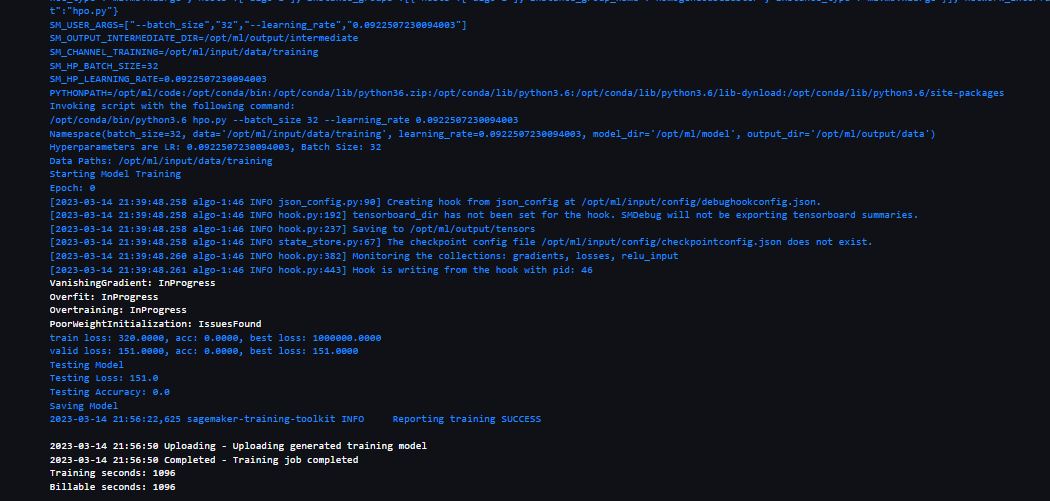 t":"hpo.py"}
SM_USER_ARGS=["--batch_size","32","--learning_rate","0.0922507230094003"]
SM_OUTPUT_INTERMEDIATE_DIR=/opt/ml/output/intermediate
SM_CHANNEL_TRAINING=/opt/ml/input/data/training
SM_HP_BATCH_SIZE=32
SM_HP_LEARNING_RATE=0.0922507230094003
PYTHONPATH=/opt/ml/code:/opt/conda/bin:/opt/conda/lib/python36.zip:/opt/conda/lib/python3.6:/opt/conda/lib/python3.6/lib-dynload:/opt/conda/lib/python3.6/site-packages
Invoking script with the following command:
/opt/conda/bin/python3.6 hpo.py --batch_size 32 --learning_rate 0.0922507230094003
Namespace(batch_size=32, data='/opt/ml/input/data/training', learning_rate=0.0922507230094003, model_dir='/opt/ml/model', output_dir='/opt/ml/output/data')
Hyperparameters are LR: 0.0922507230094003, Batch Size: 32
Data Paths: /opt/ml/input/data/training
Starting Model Training
Epoch: 0
[2023-03-14 21:39:48.258 algo-1:46 INFO json_config.py:90] Creating hook from json_config at /opt/ml/input/config/debughookconfig.json.
[2023-03-14 21:39:48.258 algo-1:46 INFO hook.py:192] tensorboard_dir has not been set for the hook. SMDebug will not be exporting tensorboard summaries.
[2023-03-14 21:39:48.258 algo-1:46 INFO hook.py:237] Saving to /opt/ml/output/tensors
[2023-03-14 21:39:48.258 algo-1:46 INFO state_store.py:67] The checkpoint config file /opt/ml/input/config/checkpointconfig.json does not exist.
[2023-03-14 21:39:48.260 algo-1:46 INFO hook.py:382] Monitoring the collections: gradients, losses, relu_input
[2023-03-14 21:39:48.261 algo-1:46 INFO hook.py:443] Hook is writing from the hook with pid: 46
VanishingGradient: InProgress
Overfit: InProgress
Overtraining: InProgress
PoorWeightInitialization: IssuesFound
train loss: 320.0000, acc: 0.0000, best loss: 1000000.0000
valid loss: 151.0000, acc: 0.0000, best loss: 151.0000
Testing Model
Testing Loss: 151.0
Testing Accuracy: 0.0
Saving Model
2023-03-14 21:56:22,625 sagemaker-training-toolkit INFO     Reporting training SUCCESS
2023-03-14 21:56:50 Uploading - Uploading generated training model
2023-03-14 21:56:50 Completed - Training job completed
Training seconds: 1096
Billable seconds: 1096